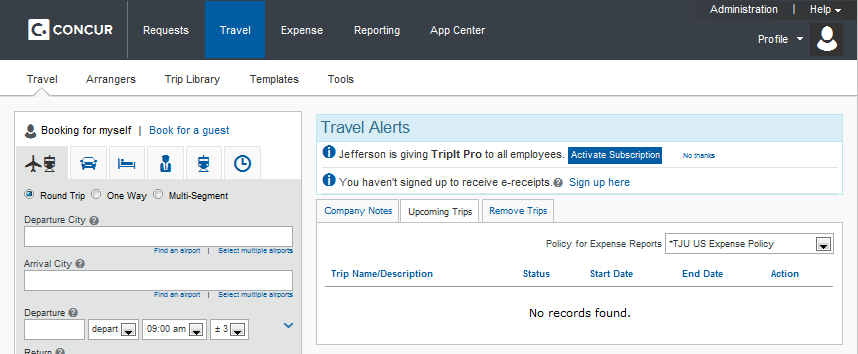 Administration | Help
C. CONCUR Requests Travel Expense Reporting App Center Profile
Travel Arrangers Trip Library Templates Tools
Booking for myself | Book for a guest
Round Trip One Way Multi-Segment
Departure City ?
Find an airport | Select multiple airports
Arrival City ?
Find an airport | Select multiple airports
Departure ?
depart 09:00 am ± 3
Return ?
Travel Alerts
Jefferson is giving TripIt Pro to all employees. Activate Subscription No thanks
You haven't signed up to receive e-receipts. ? Sign up here
Company Notes Upcoming Trips Remove Trips
Policy for Expense Reports *TJU US Expense Policy
Trip Name/Description Status Start Date End Date Action
No records found.